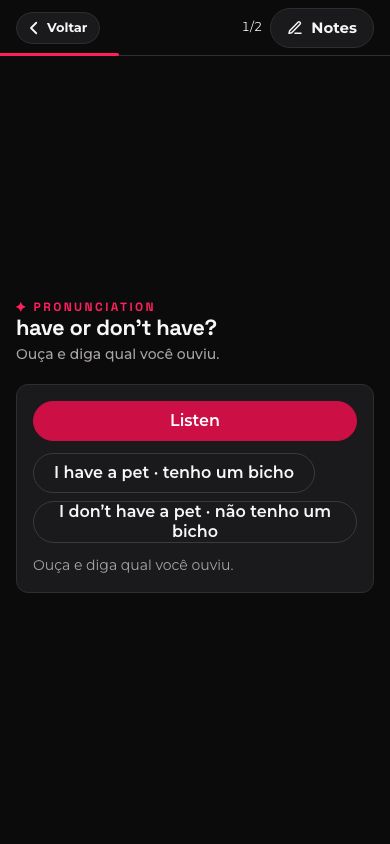 Voltar
1/2
Notes
PRONUNCIATION
have or don't have?
Ouça e diga qual você ouviu.
Listen
I have a pet · tenho um bicho
I don't have a pet · não tenho um
bicho
Ouça e diga qual você ouviu.